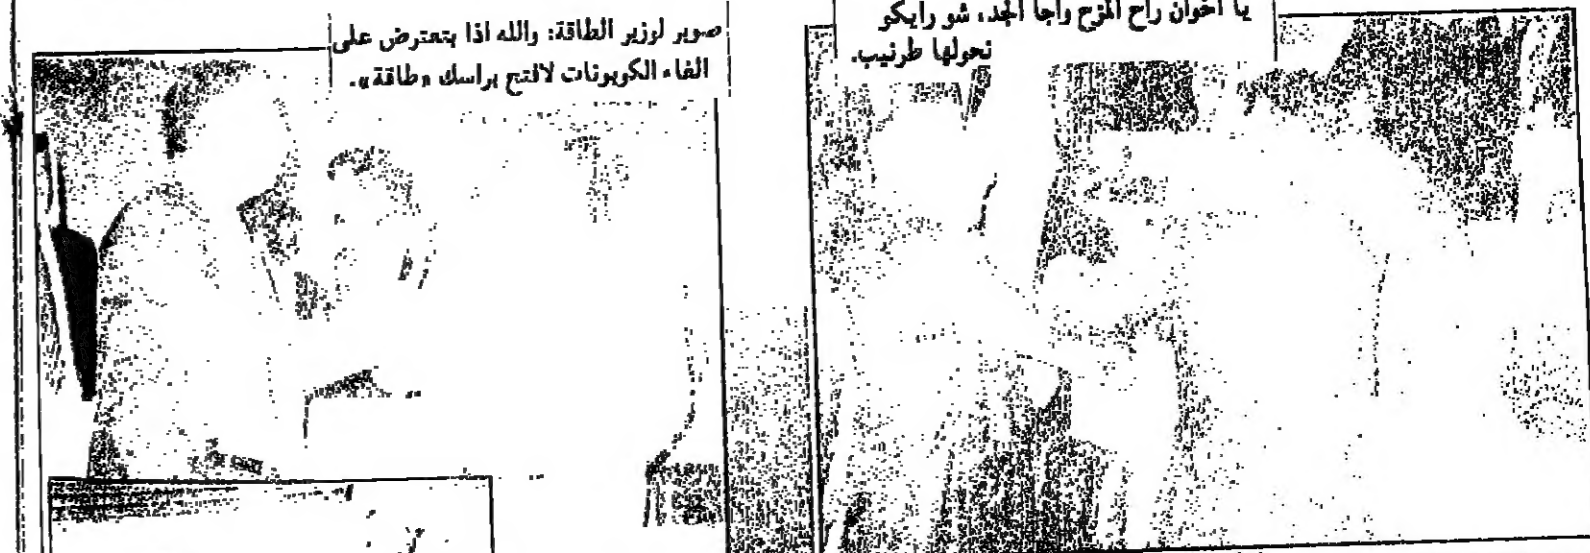 يا اخوان راح المزح واجا الجد، شو رايكو
نحولها طرنيب.
صوير لوزير الطاقة: والله اذا بتعترض على
الغاء الكوبونات لافتح براسك «طاقة».